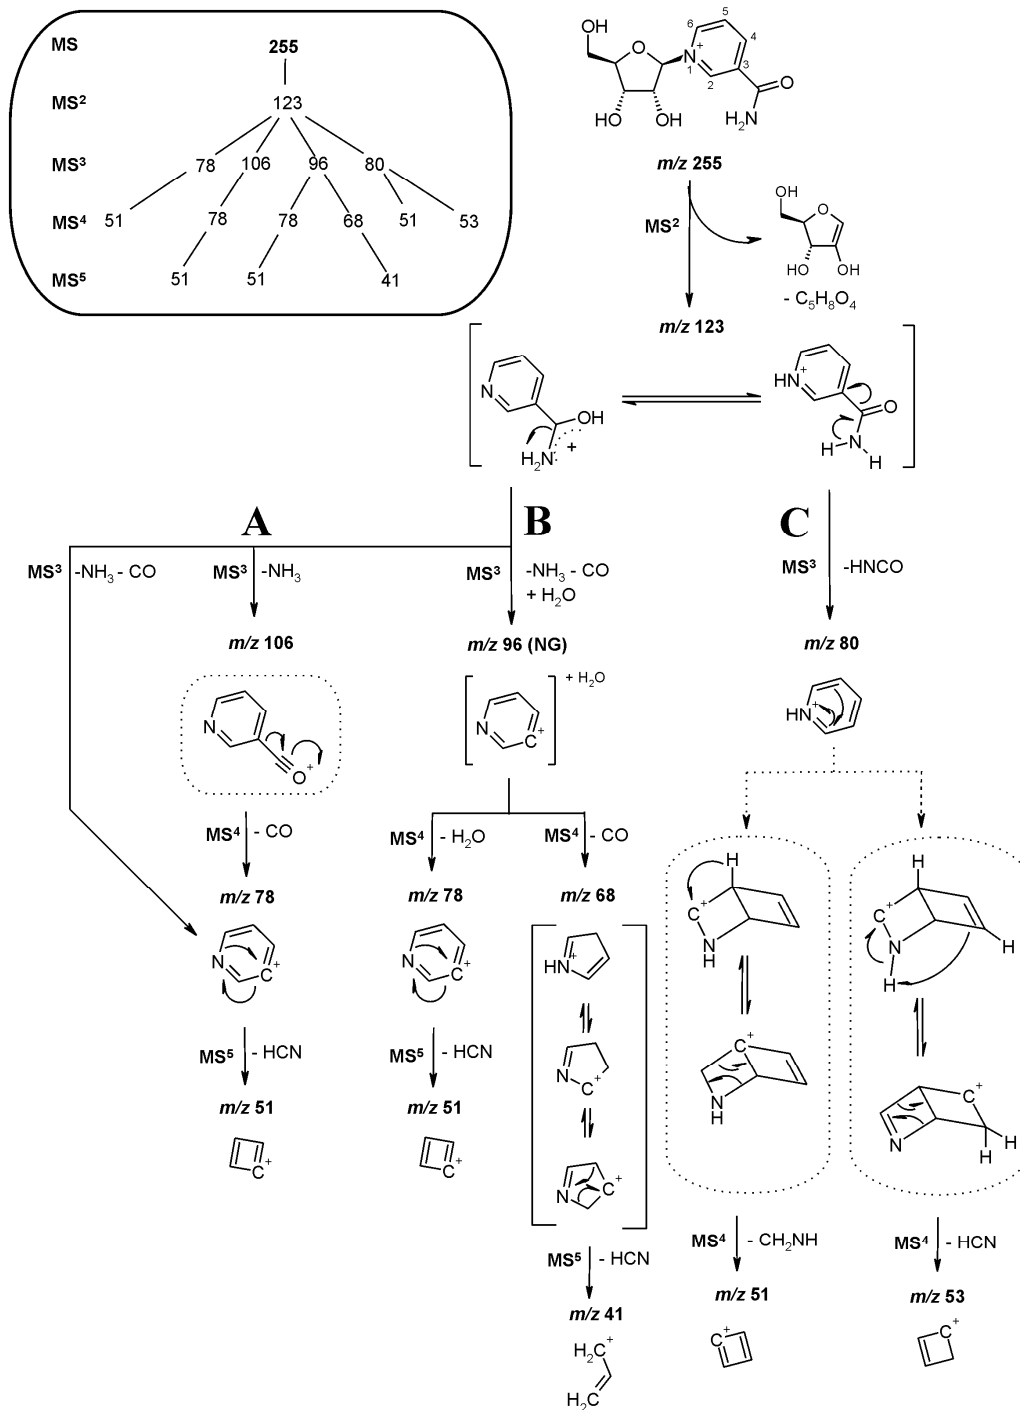 MS 255
MS² 123
MS³ 78 106 96 80
MS⁴ 51 78 78 68 51 53
MS⁵ 51 51 41
OH
O
N
+
1
2
3
4
5
6
HO
OH
O
H₂N
m/z 255
MS²
OH
O
HO
OH
- C₅H₈O₄
m/z 123
N
OH
H₂N:
+
HN
+
O
H
N
H
A
B
C
MS³ -NH₃ - CO
MS³ -NH₃
MS³ -NH₃ - CO
+ H₂O
MS³ -HNCO
m/z 106
m/z 96 (NG)
m/z 80
N
O
+
N
C
+
+ H₂O
HN
+
MS⁴ - CO
MS⁴ - H₂O
MS⁴ - CO
m/z 78
m/z 78
m/z 68
N
C
+
N
C
+
HN
+
N
C
+
N
C
+
H
C
+
N
H
C
+
N
H
H
C
+
N
H
H
C
+
N
H
H
MS⁵ - HCN
MS⁵ - HCN
m/z 51
m/z 51
C
+
C
+
MS⁵ - HCN
m/z 41
H₂C
+
H₂C
MS⁴ - CH₂NH
m/z 51
C
+
MS⁴ - HCN
m/z 53
C
+